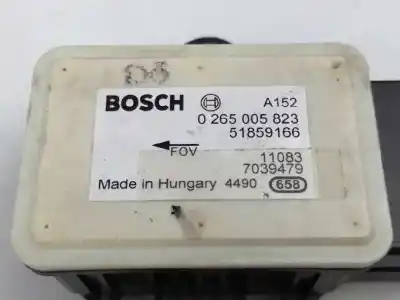 BOSCH A152
0 265 005 823
51859166
FOV
11083
7039479
Made in Hungary 4490 658